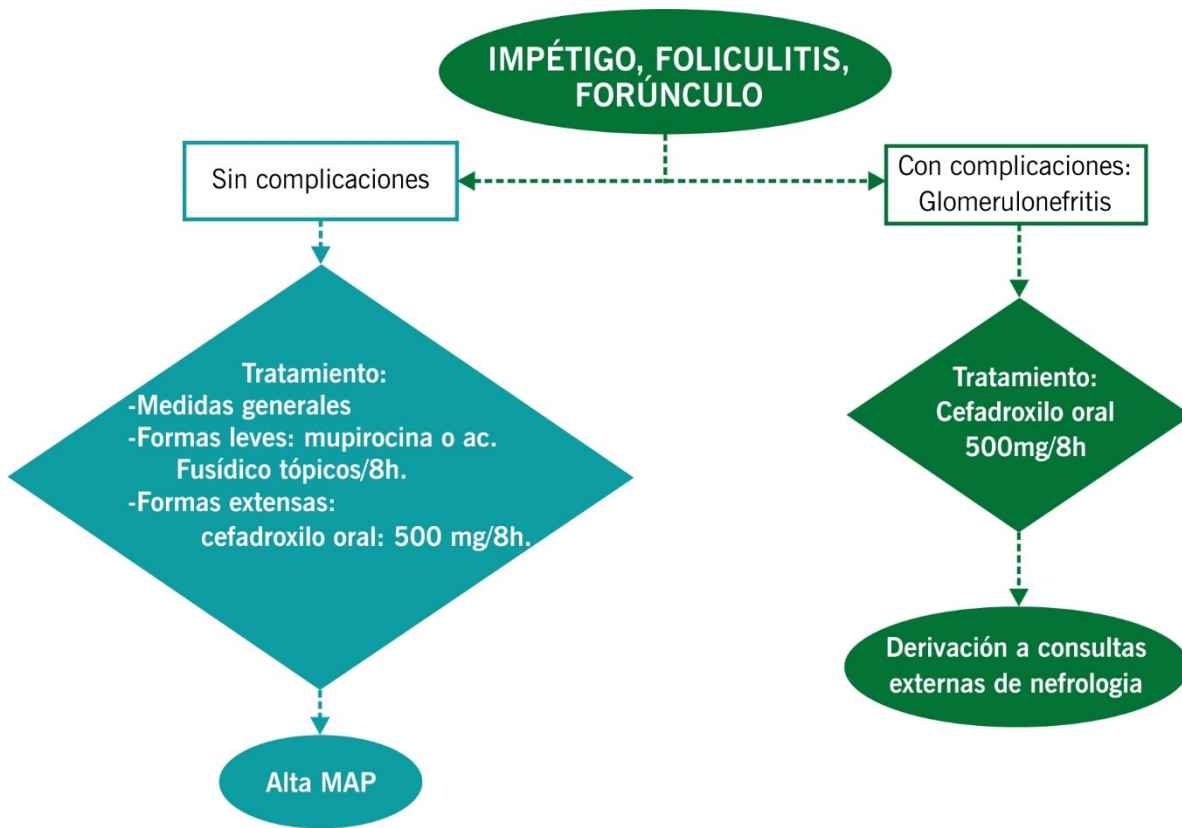 IMPÉTIGO, FOLICULITIS,
FORÚNCULO
Sin complicaciones
Con complicaciones:
Glomerulonefritis
Tratamiento:
-Medidas generales
-Formas leves: mupirocina o ac.
Fusídico tópicos/8h.
-Formas extensas:
cefadroxilo oral: 500 mg/8h.
Tratamiento:
Cefadroxilo oral
500mg/8h
Alta MAP
Derivación a consultas
externas de nefrologia